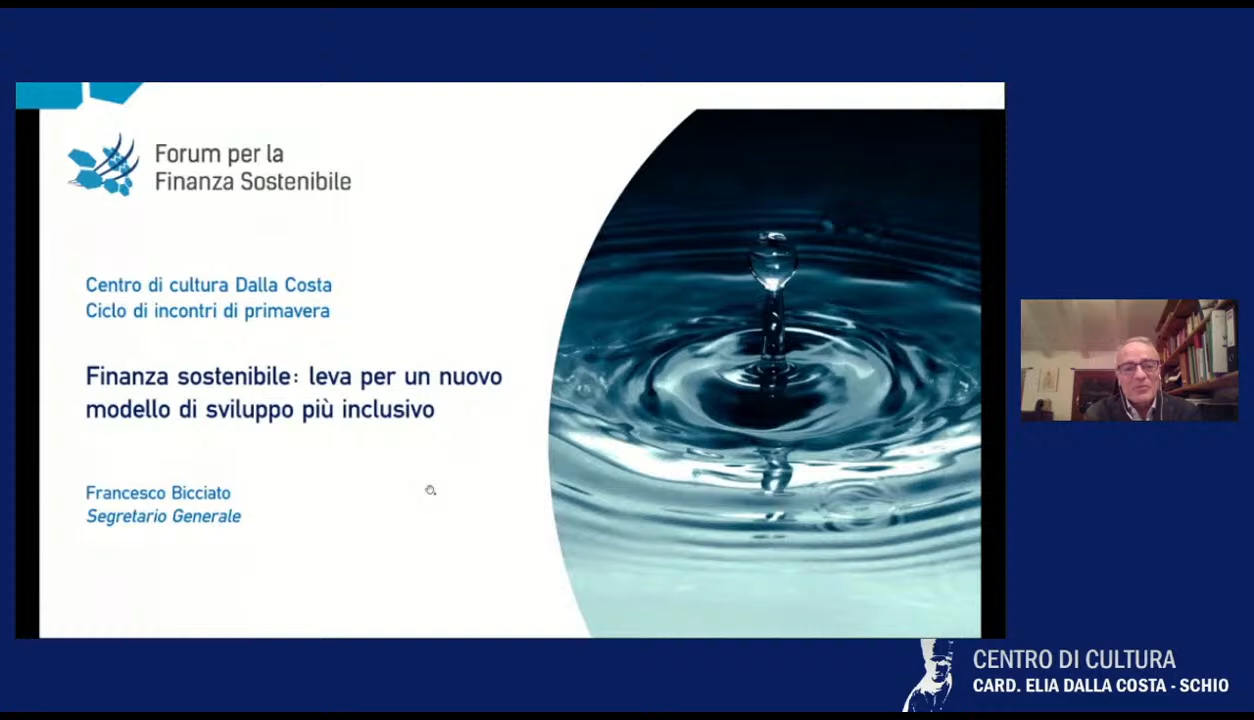 Forum per la
Finanza Sostenibile
Centro di cultura Dalla Costa
Ciclo di incontri di primavera
Finanza sostenibile: leva per un nuovo
modello di sviluppo più inclusivo
Francesco Bicciato
Segretario Generale
CENTRO DI CULTURA
CARD. ELIA DALLA COSTA - SCHIO